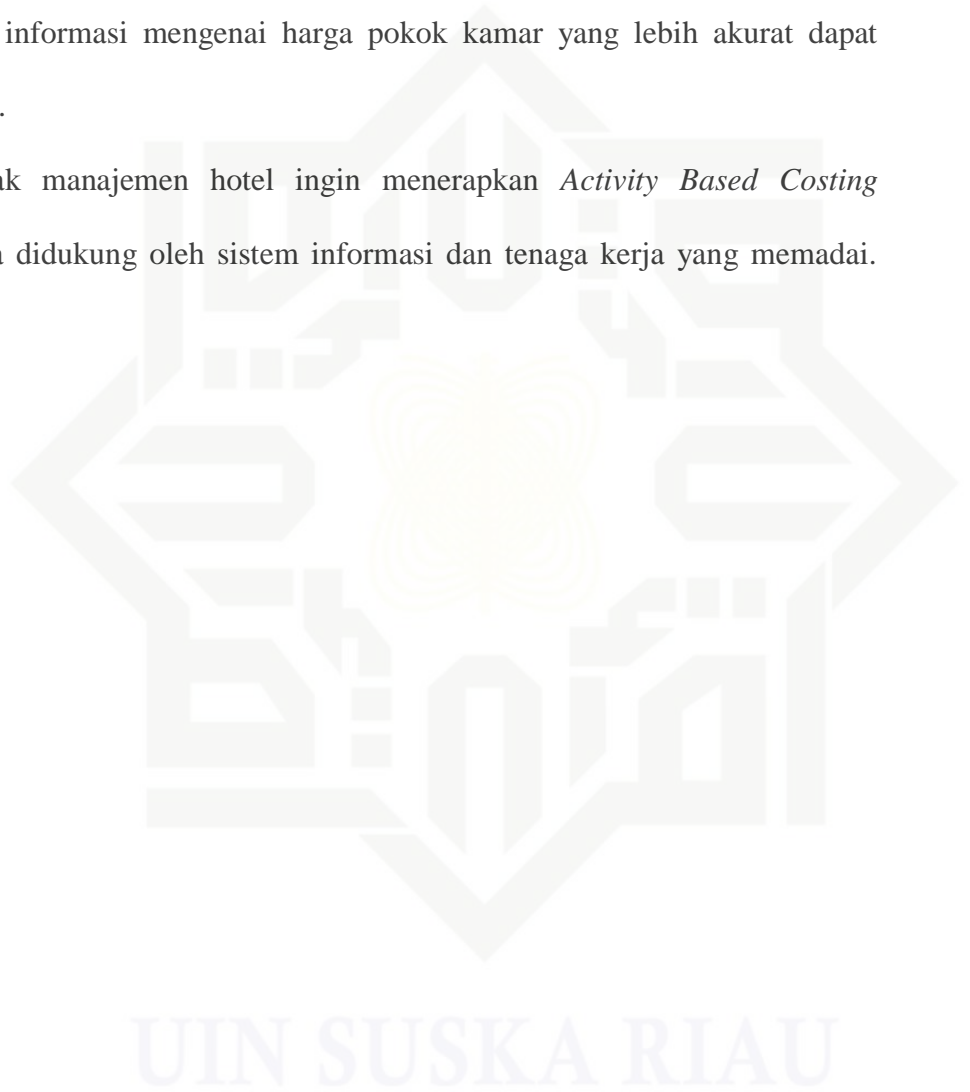 informasi mengenai harga pokok kamar yang lebih akurat dapat
.
ak manajemen hotel ingin menerapkan Activity Based Costing
a didukung oleh sistem informasi dan tenaga kerja yang memadai.
UIN SUSKA RIAU